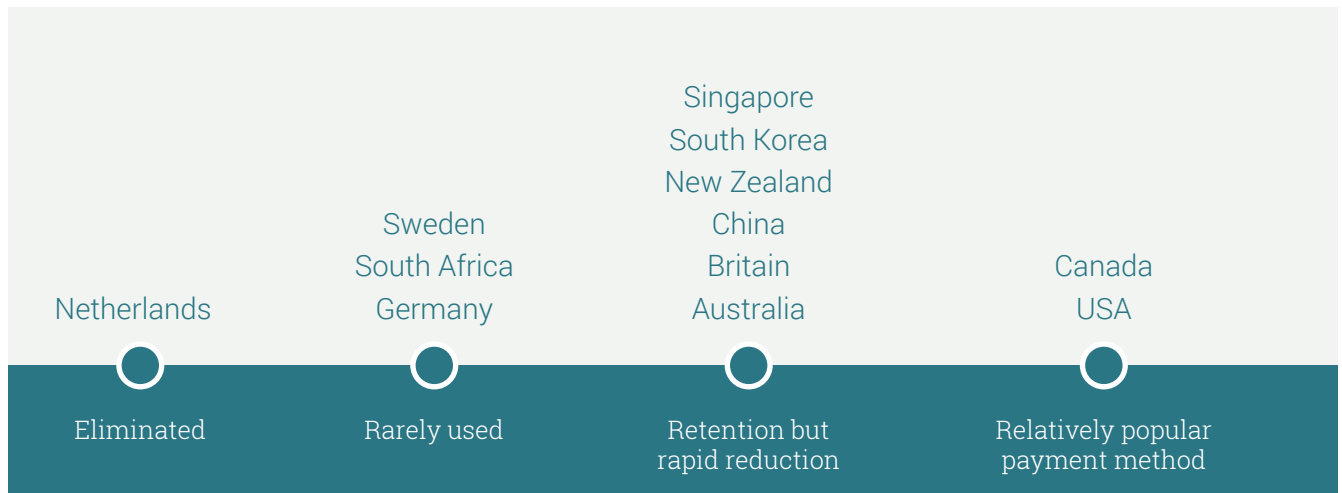 Netherlands
Eliminated
Sweden
South Africa
Germany
Rarely used
Singapore
South Korea
New Zealand
China
Britain
Australia
Retention but
rapid reduction
Canada
USA
Relatively popular
payment method